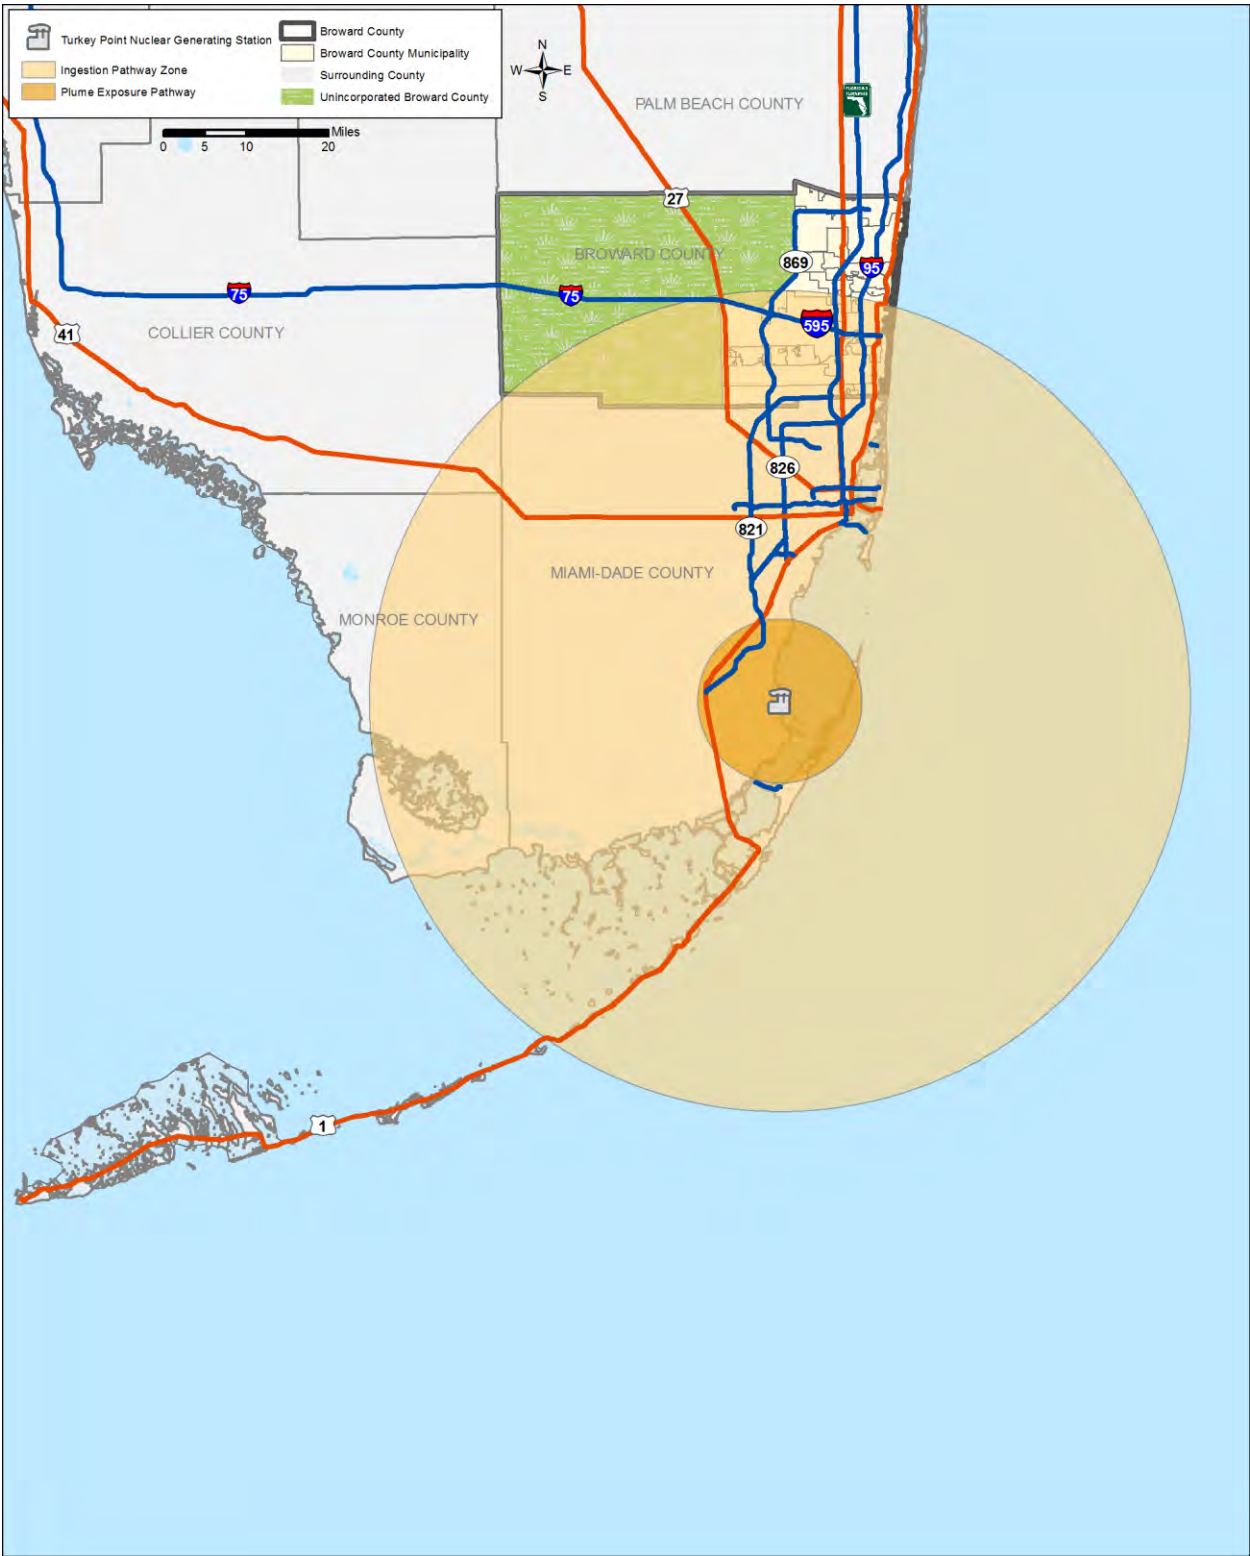 Turkey Point Nuclear Generating Station
Ingestion Pathway Zone
Plume Exposure Pathway
Broward County
Broward County Municipality
Surrounding County
Unincorporated Broward County
N
W E
S
Miles
0 5 10 20
PALM BEACH COUNTY
27
BROWARD COUNTY
869
95
75
75
595
41
COLLIER COUNTY
826
821
MIAMI-DADE COUNTY
MONROE COUNTY
1